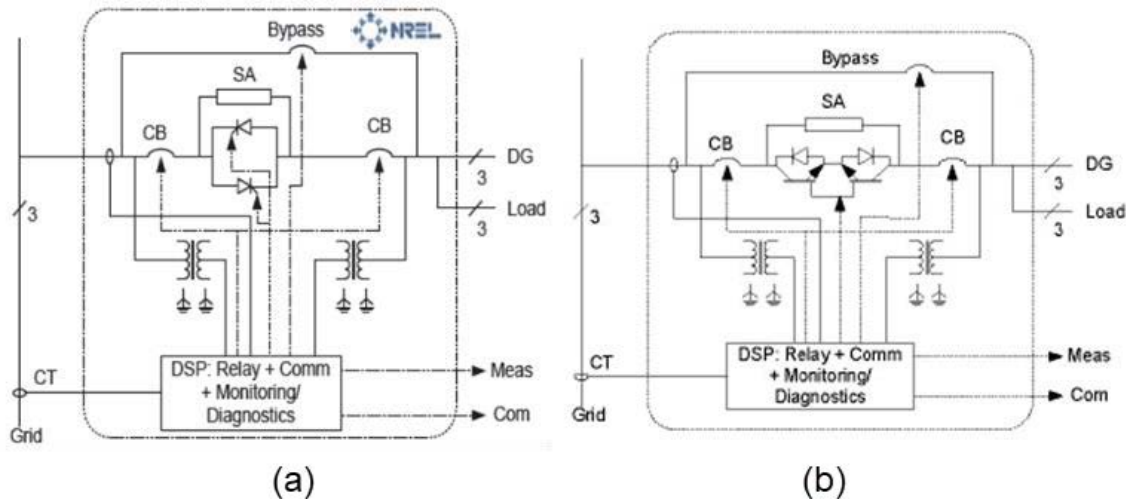 NREL
Bypass
SA
CB
CB
DG
3
3
Load
3
CT
DSP: Relay + Comm
+ Monitoring/
Diagnostics
Meas
Com
Grid
(a)
Bypass
SA
CB
CB
DG
3
3
Load
3
CT
DSP: Relay + Comm
+ Monitoring/
Diagnostics
Meas
Com
Grid
(b)